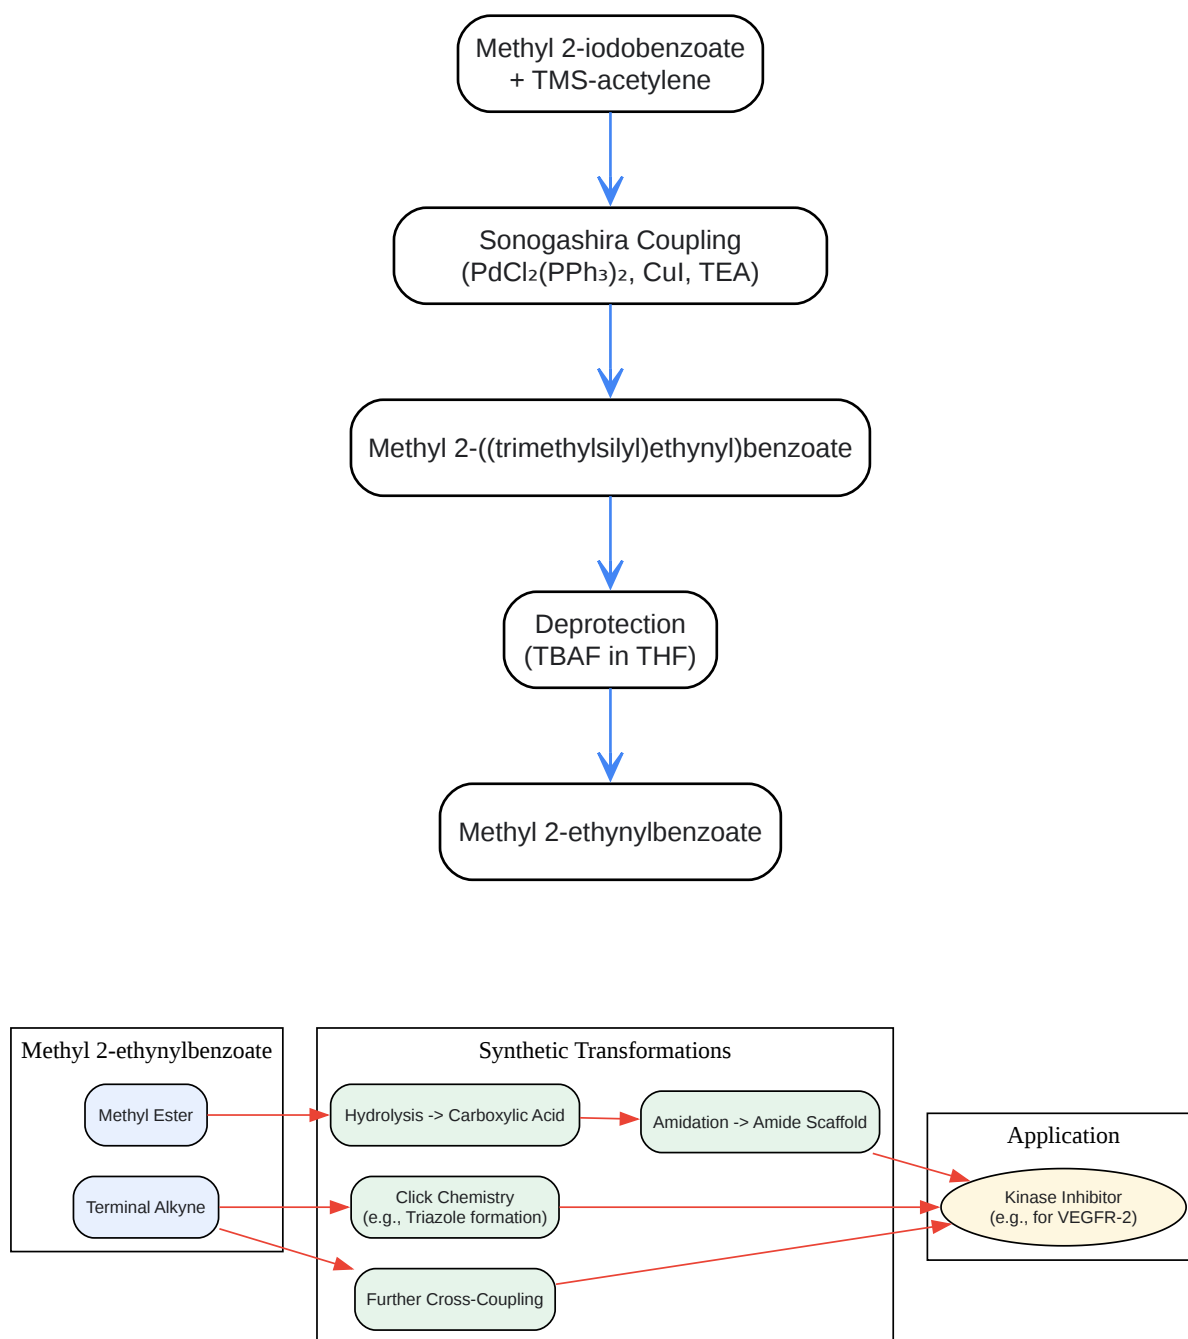 Methyl 2-iodobenzoate
+ TMS-acetylene
Sonogashira Coupling
(PdCl₂(PPh₃)₂, CuI, TEA)
Methyl 2-((trimethylsilyl)ethynyl)benzoate
Deprotection
(TBAF in THF)
Methyl 2-ethynylbenzoate
Methyl 2-ethynylbenzoate
Methyl Ester
Terminal Alkyne
Synthetic Transformations
Hydrolysis -> Carboxylic Acid
Amidation -> Amide Scaffold
Click Chemistry
(e.g., Triazole formation)
Further Cross-Coupling
Application
Kinase Inhibitor
(e.g., for VEGFR-2)